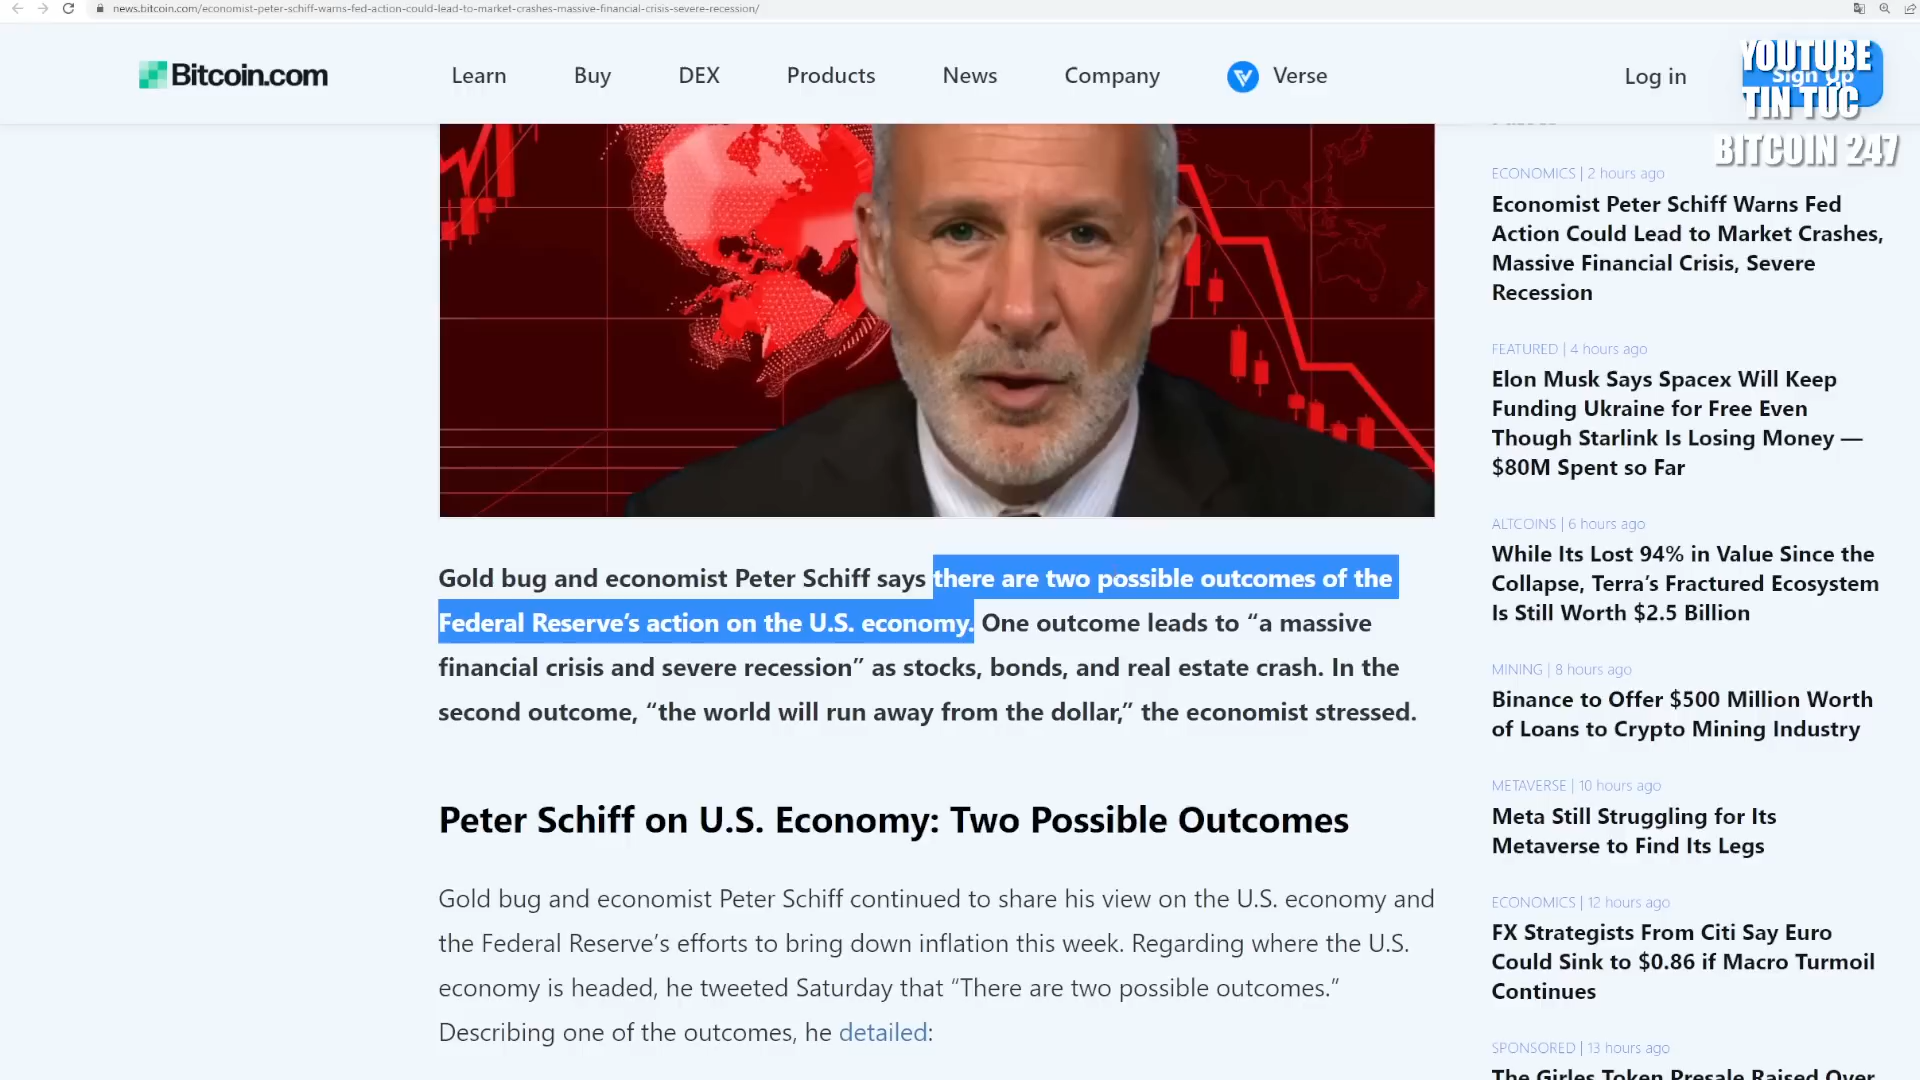 news.bitcoin.com/economist-peter-schiff-warns-fed-action-could-lead-to-market-crashes-massive-financial-crisis-severe-recession/
Bitcoin.com
Learn
Buy
DEX
Products
News
Company
Verse
Log in
Sign Up
YOUTUBE
TIN TUC
BITCOIN 247
Gold bug and economist Peter Schiff says there are two possible outcomes of the
Federal Reserve’s action on the U.S. economy. One outcome leads to “a massive
financial crisis and severe recession” as stocks, bonds, and real estate crash. In the
second outcome, “the world will run away from the dollar,” the economist stressed.
Peter Schiff on U.S. Economy: Two Possible Outcomes
Gold bug and economist Peter Schiff continued to share his view on the U.S. economy and
the Federal Reserve’s efforts to bring down inflation this week. Regarding where the U.S.
economy is headed, he tweeted Saturday that “There are two possible outcomes.”
Describing one of the outcomes, he detailed:
ECONOMICS | 2 hours ago
Economist Peter Schiff Warns Fed
Action Could Lead to Market Crashes,
Massive Financial Crisis, Severe
Recession
FEATURED | 4 hours ago
Elon Musk Says Spacex Will Keep
Funding Ukraine for Free Even
Though Starlink Is Losing Money —
$80M Spent so Far
ALTCOINS | 6 hours ago
While Its Lost 94% in Value Since the
Collapse, Terra’s Fractured Ecosystem
Is Still Worth $2.5 Billion
MINING | 8 hours ago
Binance to Offer $500 Million Worth
of Loans to Crypto Mining Industry
METAVERSE | 10 hours ago
Meta Still Struggling for Its
Metaverse to Find Its Legs
ECONOMICS | 12 hours ago
FX Strategists From Citi Say Euro
Could Sink to $0.86 if Macro Turmoil
Continues
SPONSORED | 13 hours ago
The Girles Token Presale Raised Over